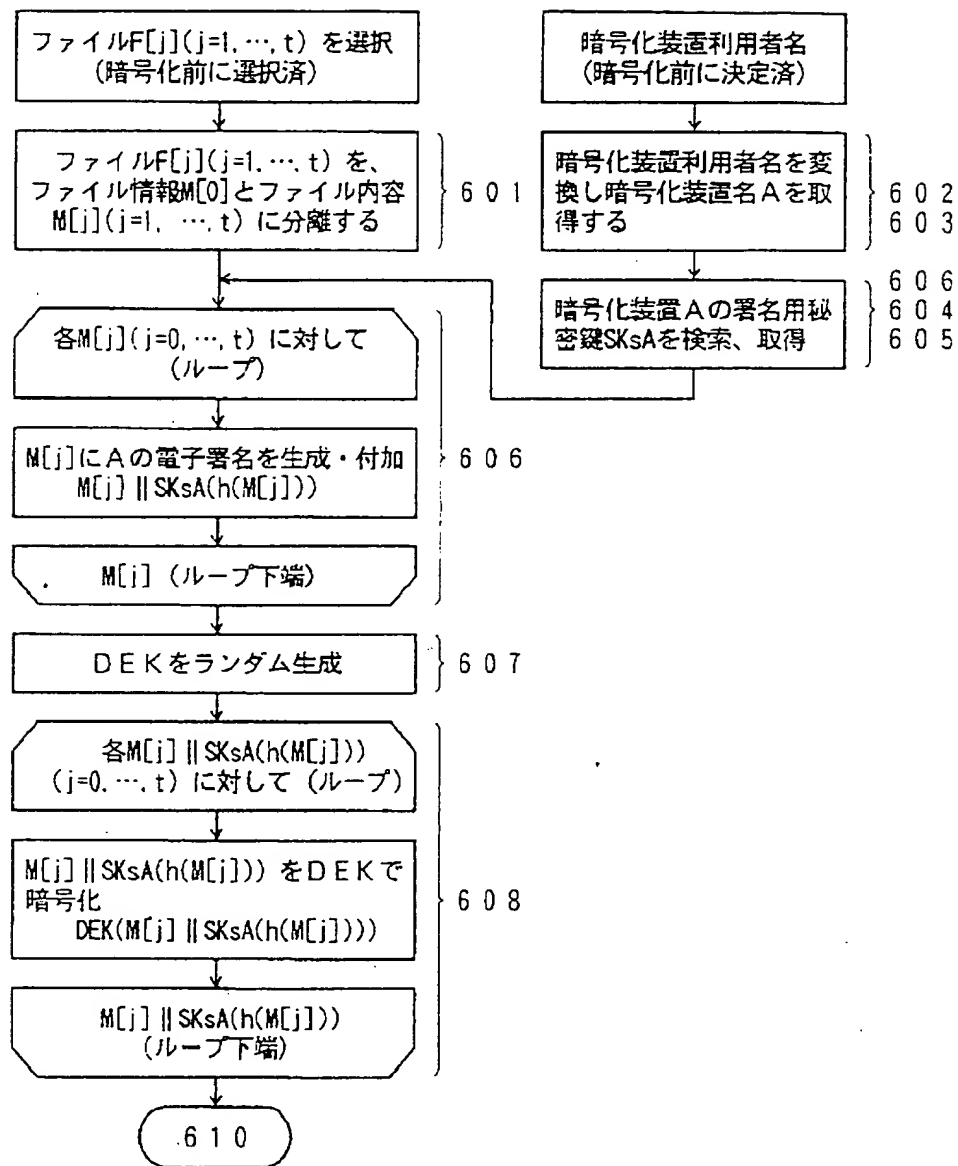 ファイルF[j](j=1,…,t) を選択
(暗号化前に選択済)
ファイルF[j](j=1,…,t) を、
ファイル情報M[0]とファイル内容
M[j](j=1, …,t) に分離する
601
各M[j](j=0,…,t) に対して
(ループ)
M[j]にAの電子署名を生成・付加
M[j]||SKsA(h(M[j]))
M[j] (ループ下端)
606
DEKをランダム生成
607
各M[j]||SKsA(h(M[j]))
(j=0,…,t) に対して (ループ)
M[j]||SKsA(h(M[j])) をDEKで
暗号化
DEK(M[j]||SKsA(h(M[j])))
M[j]||SKsA(h(M[j]))
(ループ下端)
608
610
暗号化装置利用者名
(暗号化前に決定済)
暗号化装置利用者名を変
換し暗号化装置名Aを取
得する
602
603
暗号化装置Aの署名用秘
密鍵SKsAを検索、取得
606
604
605